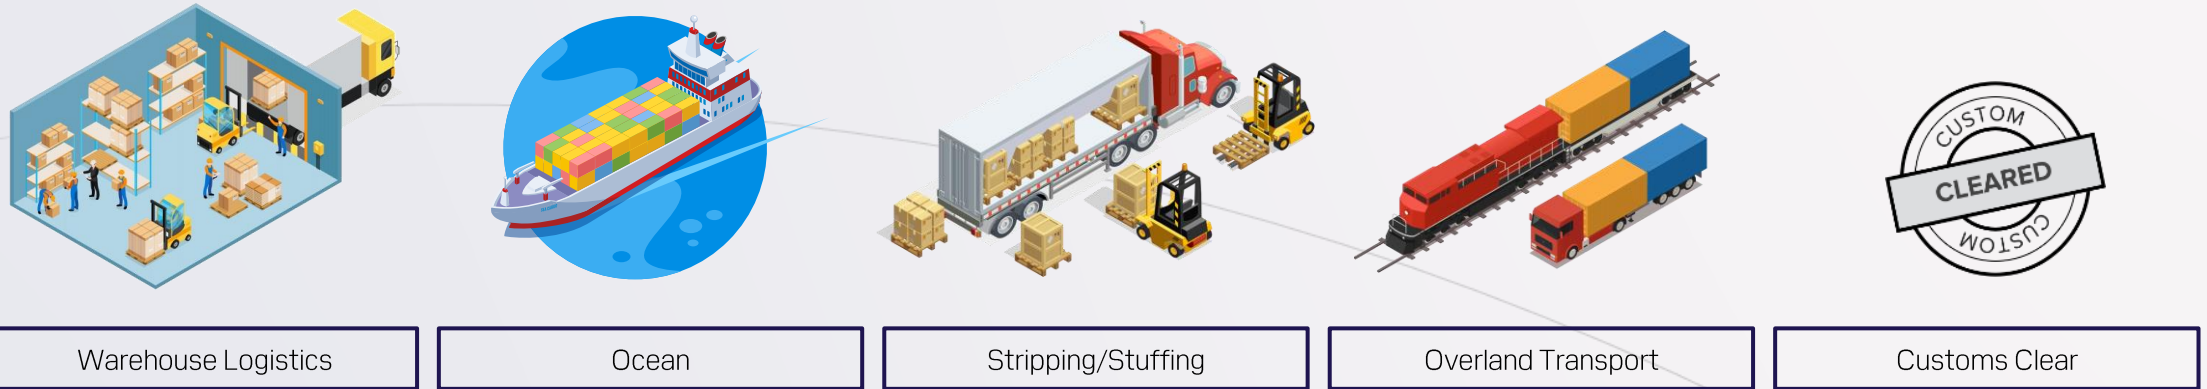 CUSTOM
CLEARED
CUSTOM
Warehouse Logistics
Ocean
Stripping/Stuffing
Overland Transport
Customs Clear